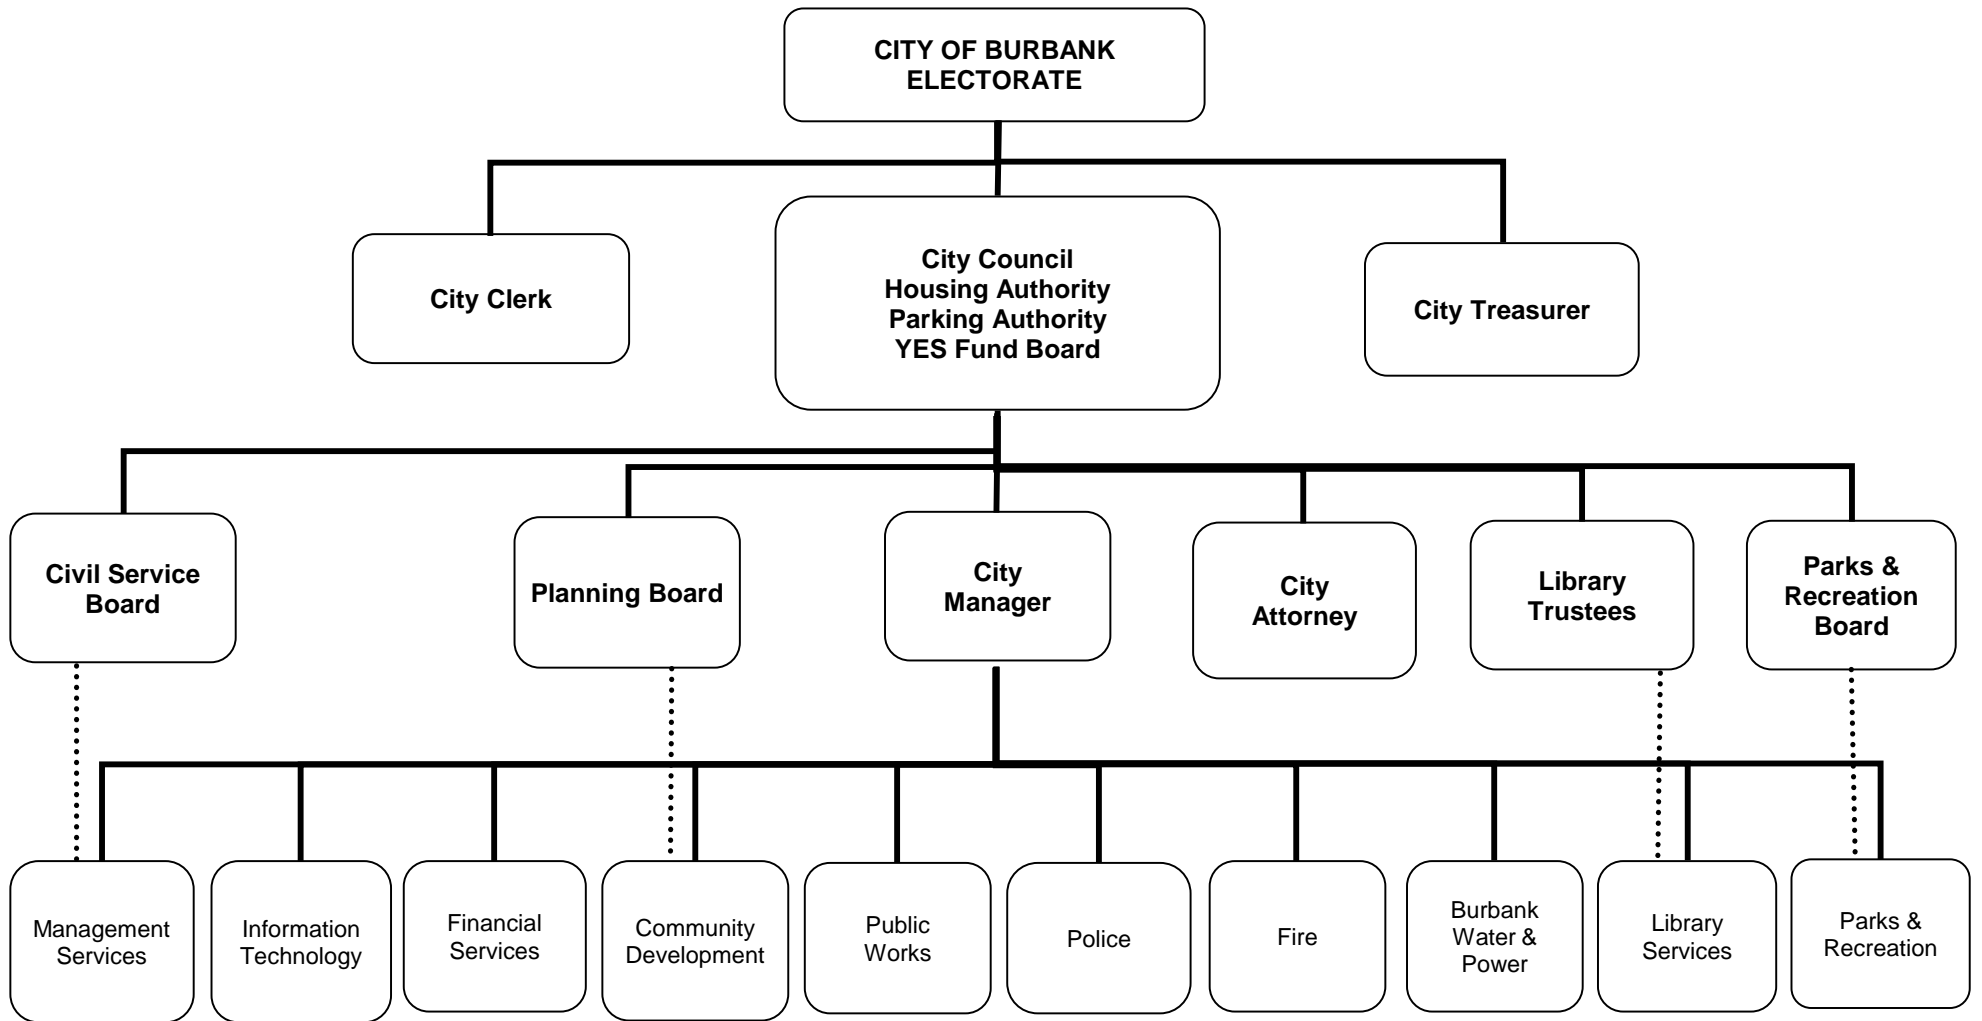 CITY OF BURBANK
ELECTORATE
City Clerk
City Council
Housing Authority
Parking Authority
YES Fund Board
City Treasurer
Civil Service
Board
Planning Board
City
Manager
City
Attorney
Library
Trustees
Parks &
Recreation
Board
Management
Services
Information
Technology
Financial
Services
Community
Development
Public
Works
Police
Fire
Burbank
Water &
Power
Library
Services
Parks &
Recreation